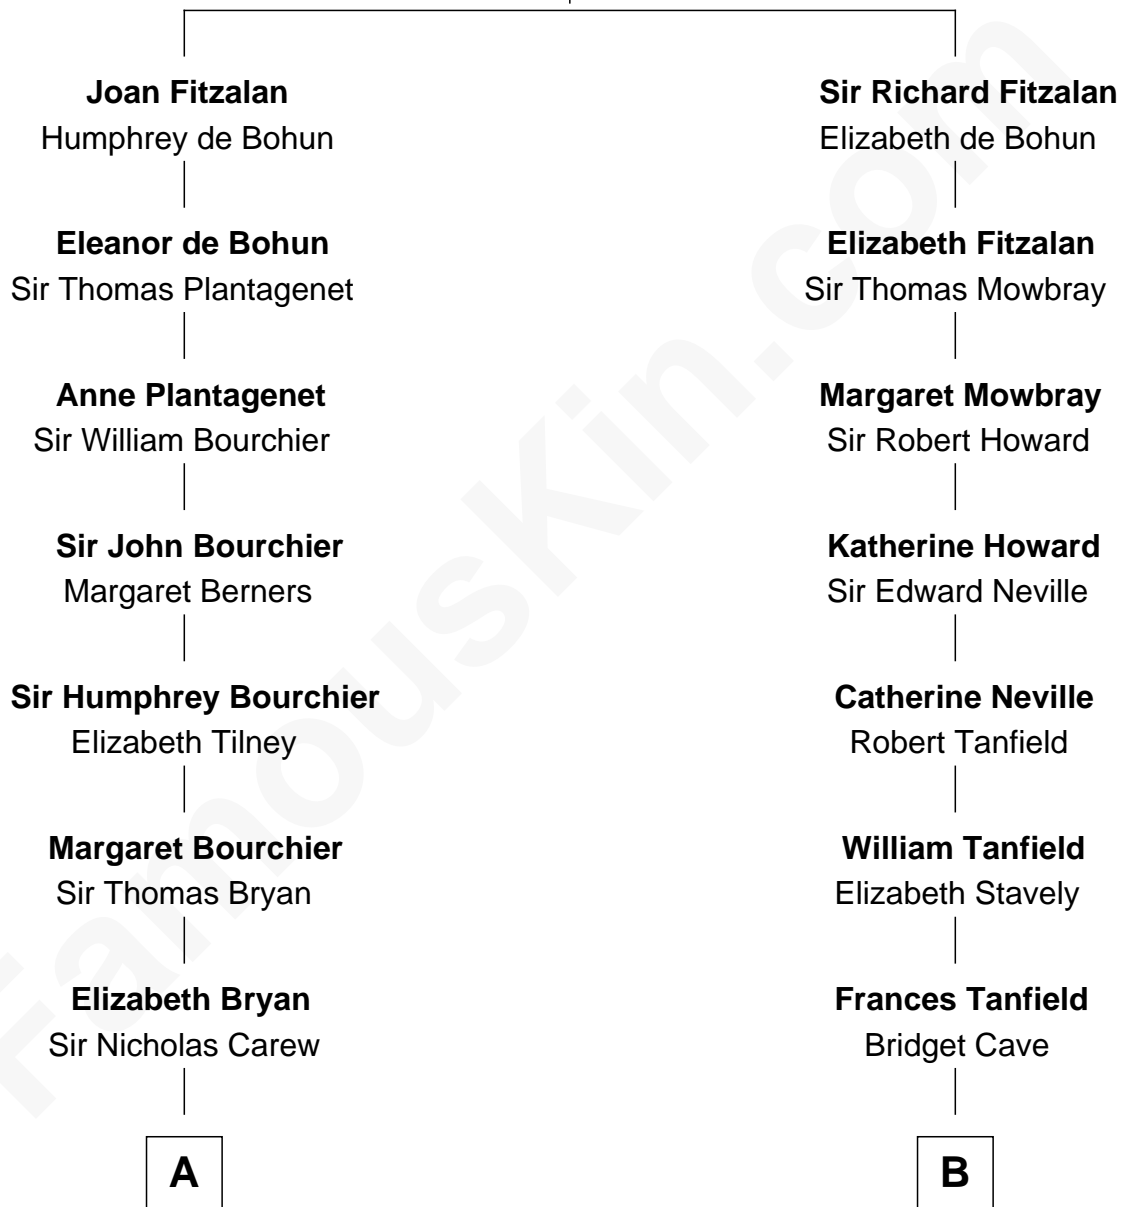 Joan Fitzalan
Humphrey de Bohun
Sir Richard Fitzalan
Elizabeth de Bohun
Eleanor de Bohun
Sir Thomas Plantagenet
Elizabeth Fitzalan
Sir Thomas Mowbray
Anne Plantagenet
Sir William Bourchier
Margaret Mowbray
Sir Robert Howard
Sir John Bourchier
Margaret Berners
Katherine Howard
Sir Edward Neville
Sir Humphrey Bourchier
Elizabeth Tilney
Catherine Neville
Robert Tanfield
Margaret Bourchier
Sir Thomas Bryan
William Tanfield
Elizabeth Stavely
Elizabeth Bryan
Sir Nicholas Carew
Frances Tanfield
Bridget Cave
A
B
FamousKin.com